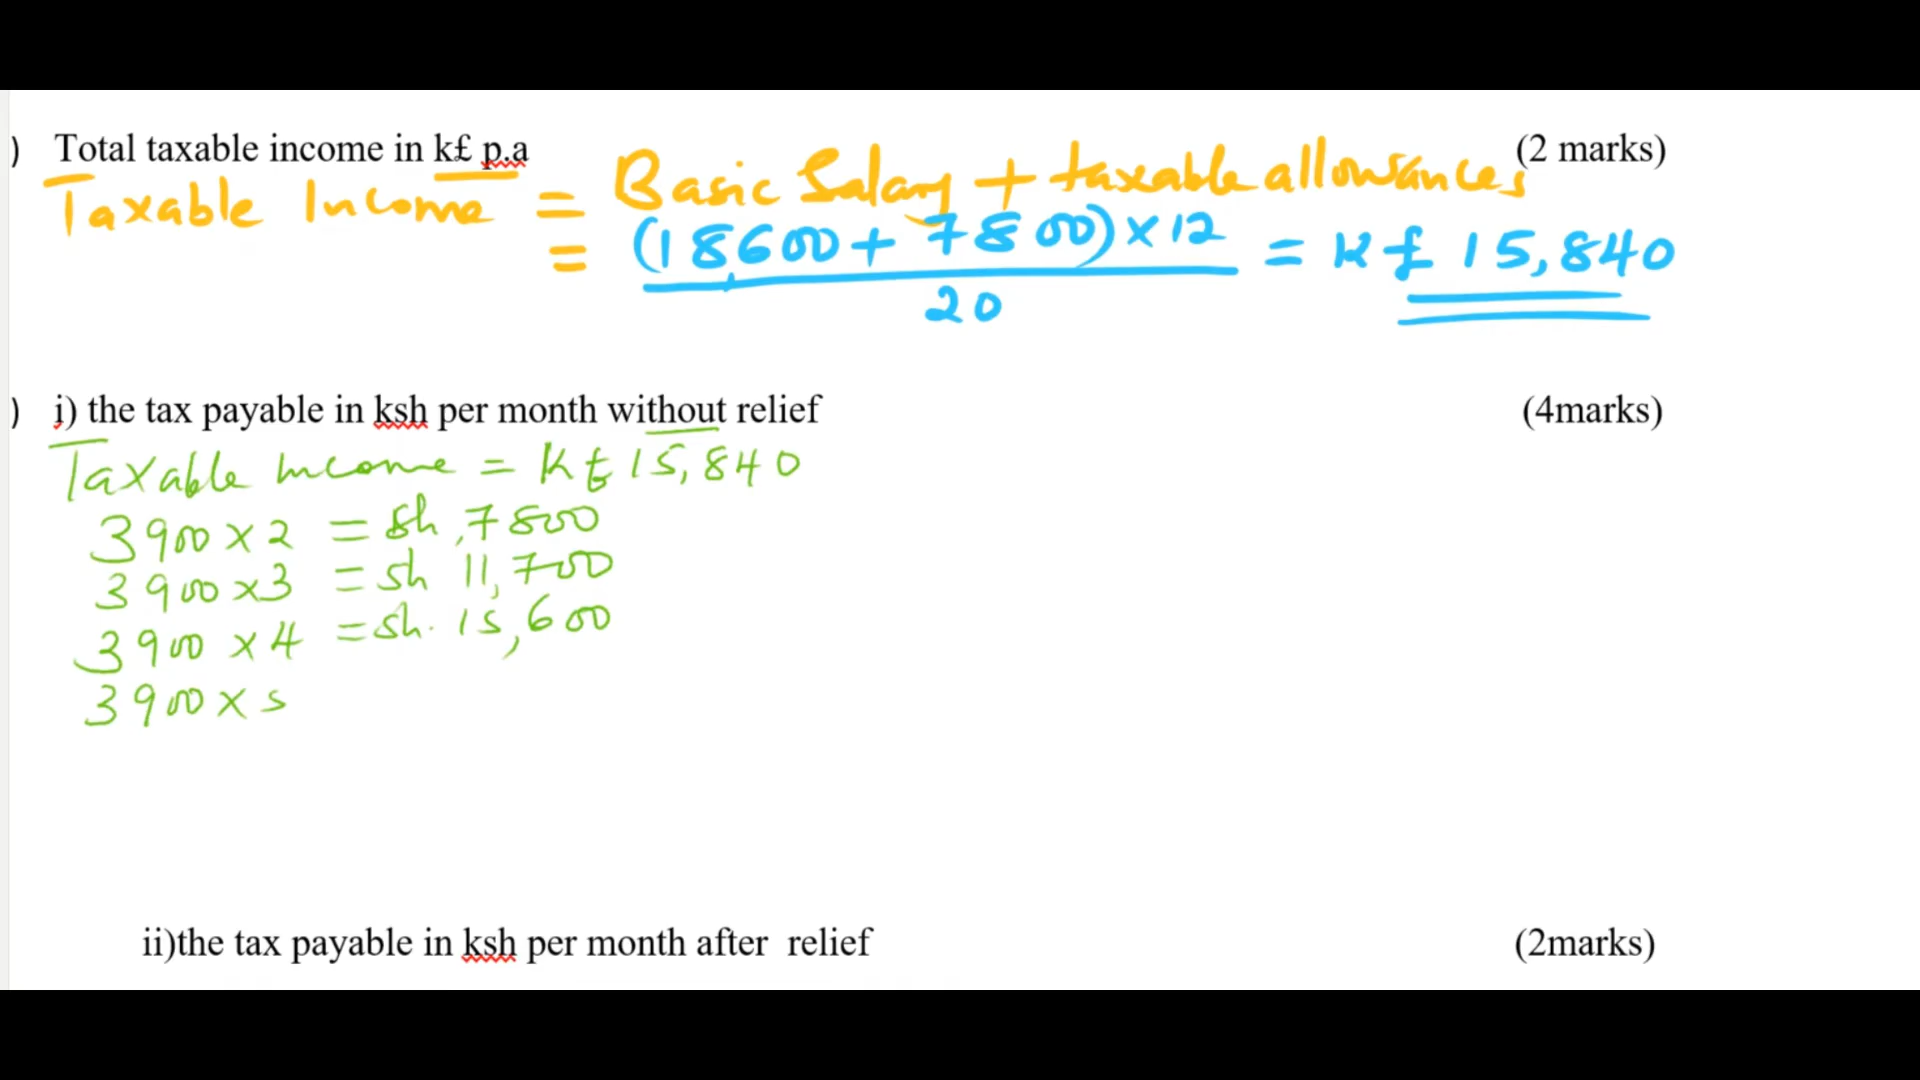 ) Total taxable income in k£ p.a (2 marks)
Taxable Income = Basic Salary + taxable allowances
= (18,600 + 7800) x 12 = K£ 15,840
20
) i) the tax payable in ksh per month without relief (4marks)
Taxable Income = K£ 15,840
3900 x 2 = sh, 7800
3900 x 3 = sh 11,700
3900 x 4 = sh. 15,600
3900 x 5
ii)the tax payable in ksh per month after relief (2marks)